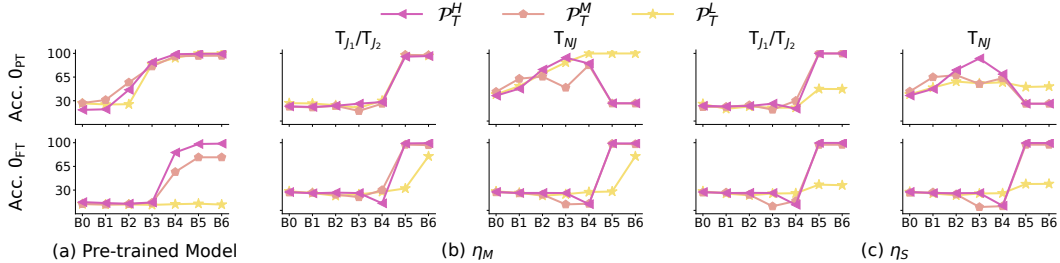 𝒫_T^H 𝒫_T^M 𝒫_T^L
T_{J_1}/T_{J_2} T_{NJ} T_{J_1}/T_{J_2} T_{NJ}
Acc. 0_PT
100
65
30
Acc. 0_FT
100
65
30
B0 B1 B2 B3 B4 B5 B6 B0 B1 B2 B3 B4 B5 B6 B0 B1 B2 B3 B4 B5 B6 B0 B1 B2 B3 B4 B5 B6 B0 B1 B2 B3 B4 B5 B6
(a) Pre-trained Model (b) η_M (c) η_S